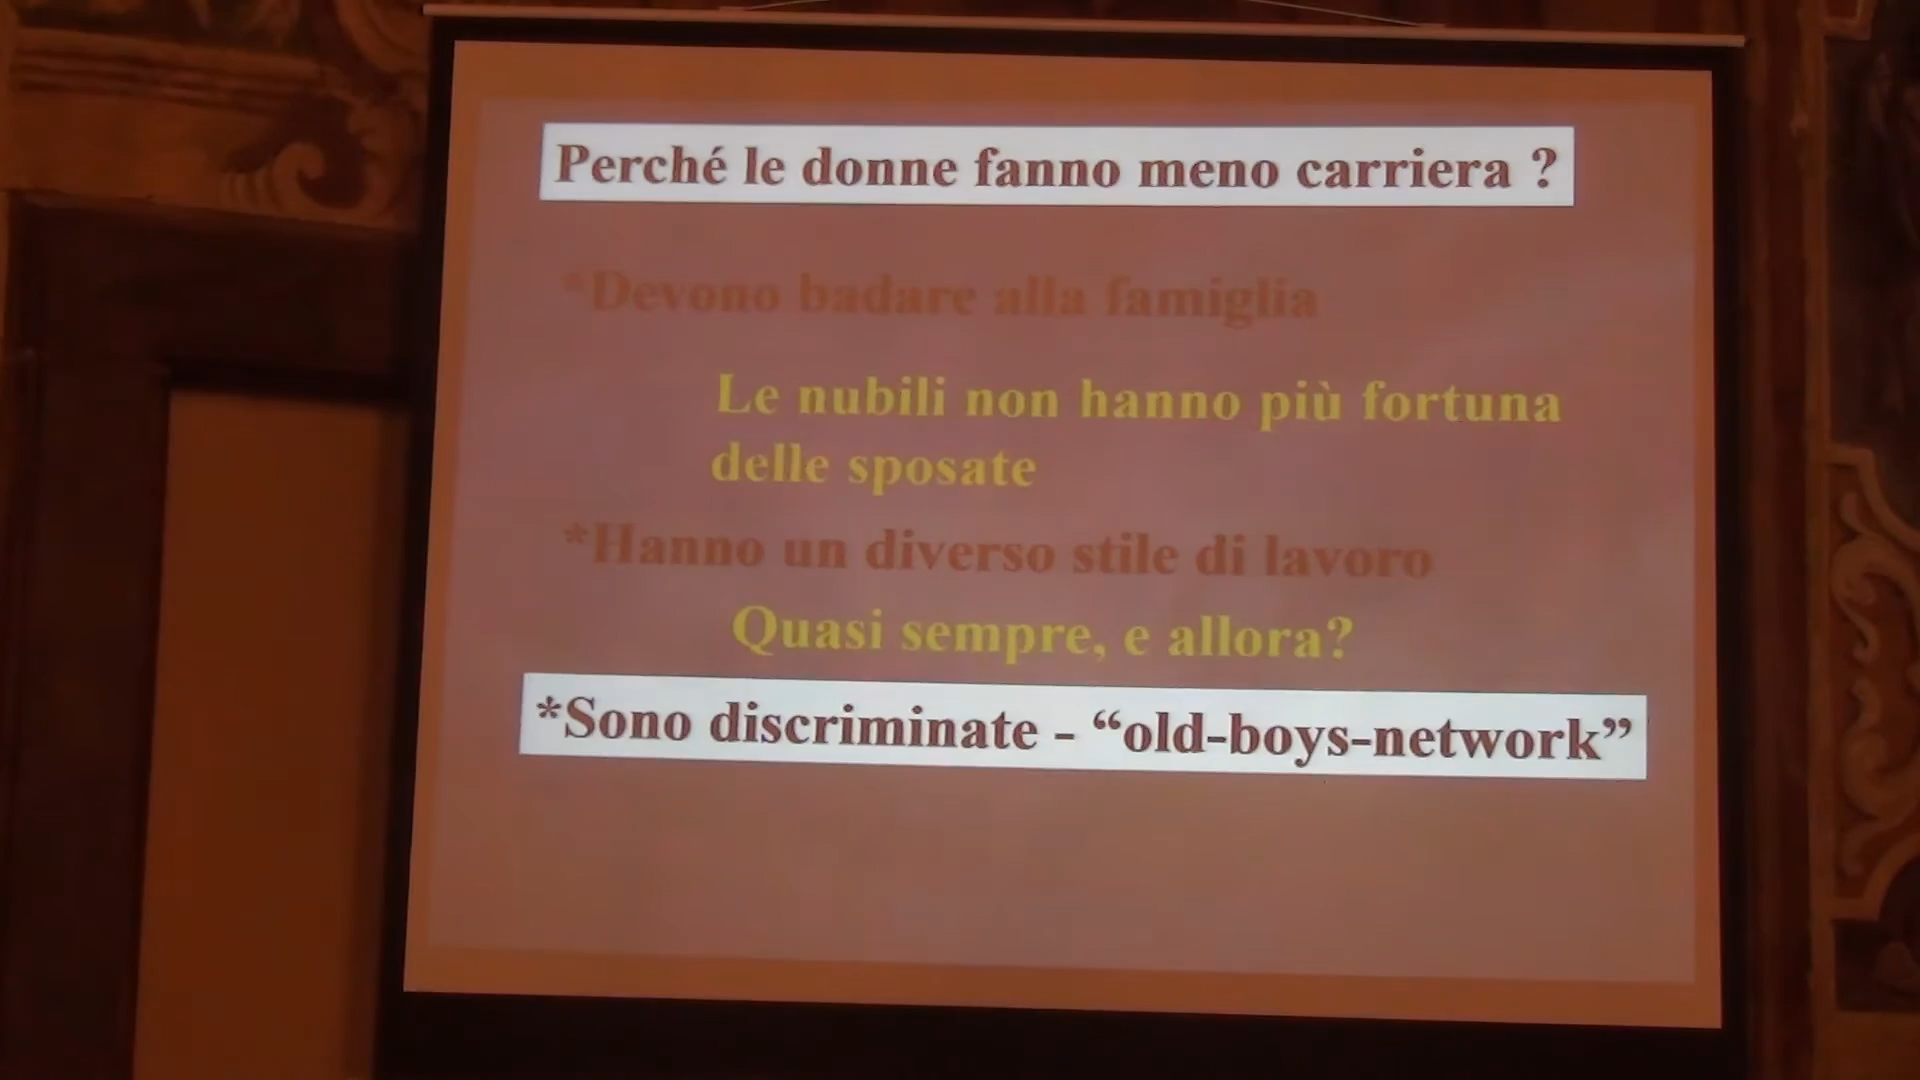 Perché le donne fanno meno carriera ?
*Devono badare alla famiglia
Le nubili non hanno più fortuna
delle sposate
*Hanno un diverso stile di lavoro
Quasi sempre, e allora?
*Sono discriminate - “old-boys-network”